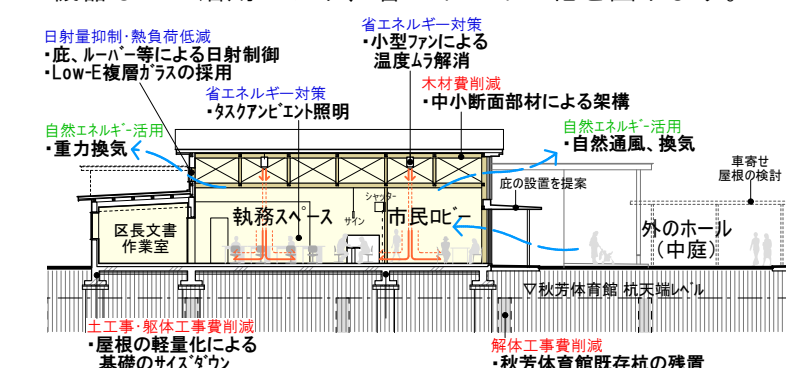 日射量抑制・熱負荷低減
・庇、ルーバー等による日射制御
・Low-E複層ガラスの採用
省エネルギー対策
・小型ファンによる
温度ムラ解消
省エネルギー対策
・タスクアンビエント照明
木材費削減
・中小断面部材による架構
自然エネルギー活用
・重力換気
自然エネルギー活用
・自然通風、換気
車寄せ
屋根の検討
庇の設置を提案
シャッター
サイン
執務スペース
市民ロビー
区長文書
作業室
外のホール
(中庭)
▽秋芳体育館 杭天端レベル
土工事・躯体工事費削減
・屋根の軽量化による
基礎のサイズダウン
解体工事費削減
・秋芳体育館既存杭の残置